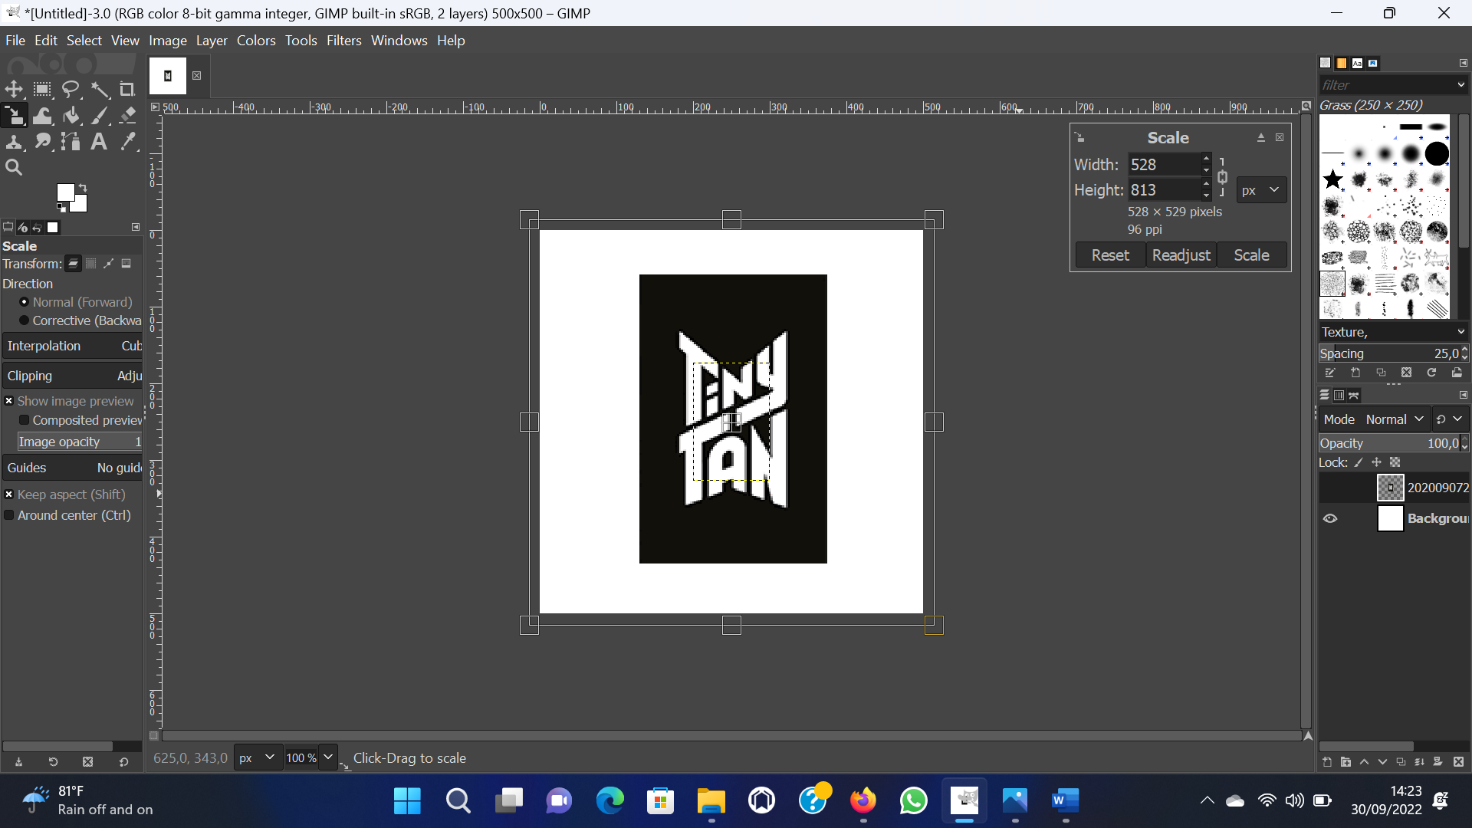 *[Untitled]-3.0 (RGB color 8-bit gamma integer, GIMP built-in sRGB, 2 layers) 500x500 – GIMP
File Edit Select View Image Layer Colors Tools Filters Windows Help
filter
Grass (250 × 250)
Scale
Width: 528
Height: 813
px
528 × 529 pixels
96 ppi
Reset Readjust Scale
Scale
Transform:
Direction
Normal (Forward)
Corrective (Backwa
Interpolation Cub
Clipping Adju
Show image preview
Composited preview
Image opacity 1
Guides No guid
Keep aspect (Shift)
Around center (Ctrl)
TinyTAN
Texture,
Spacing 25,0
Mode Normal
Opacity 100,0
Lock:
202009072
Backgrou
625,0, 343,0 px 100 % Click-Drag to scale
81°F
Rain off and on
14:23
30/09/2022